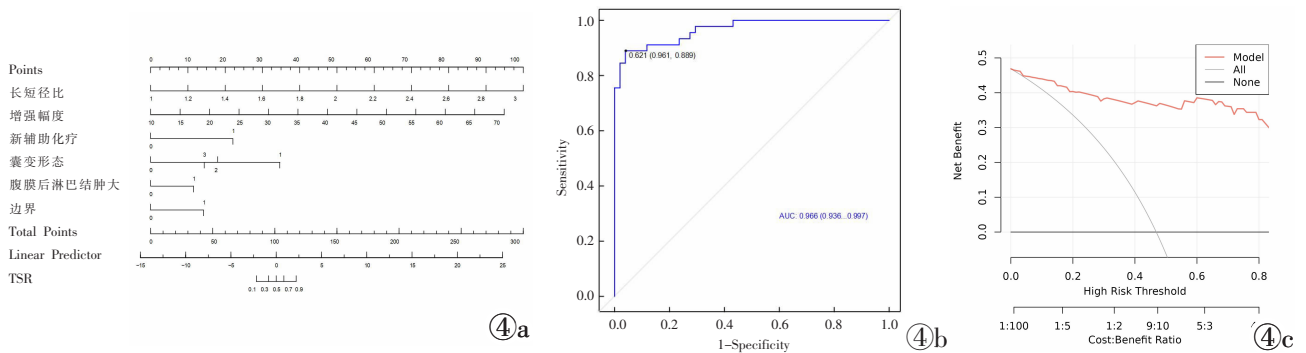 0 10 20 30 40 50 60 70 80 90 100
Points
1 1.2 1.4 1.6 1.8 2 2.2 2.4 2.6 2.8 3
长短径比
增强幅度
10 15 20 25 30 35 40 45 50 55 60 65 70
1
新辅助化疗
0
3 1
囊变形态
0 2
1
腹膜后淋巴结肿大
0
1
边界
0
Total Points
0 50 100 150 200 250 300
Linear Predictor
-15 -10 -5 0 5 10 15 20 25
TSR
0.1 0.3 0.5 0.7 0.9
④a
1.0
0.8
0.6
0.4
0.2
0.0
Sensitivity
0.621 (0.961, 0.889)
AUC: 0.966 (0.936...0.997)
0.0 0.2 0.4 0.6 0.8 1.0
1-Specificity
④b
Model
All
None
0.5
0.4
0.3
0.2
0.1
0.0
Net Benefit
0.0 0.2 0.4 0.6 0.8
High Risk Threshold
1:100 1:5 1:2 9:10 5:3
Cost:Benefit Ratio
④c